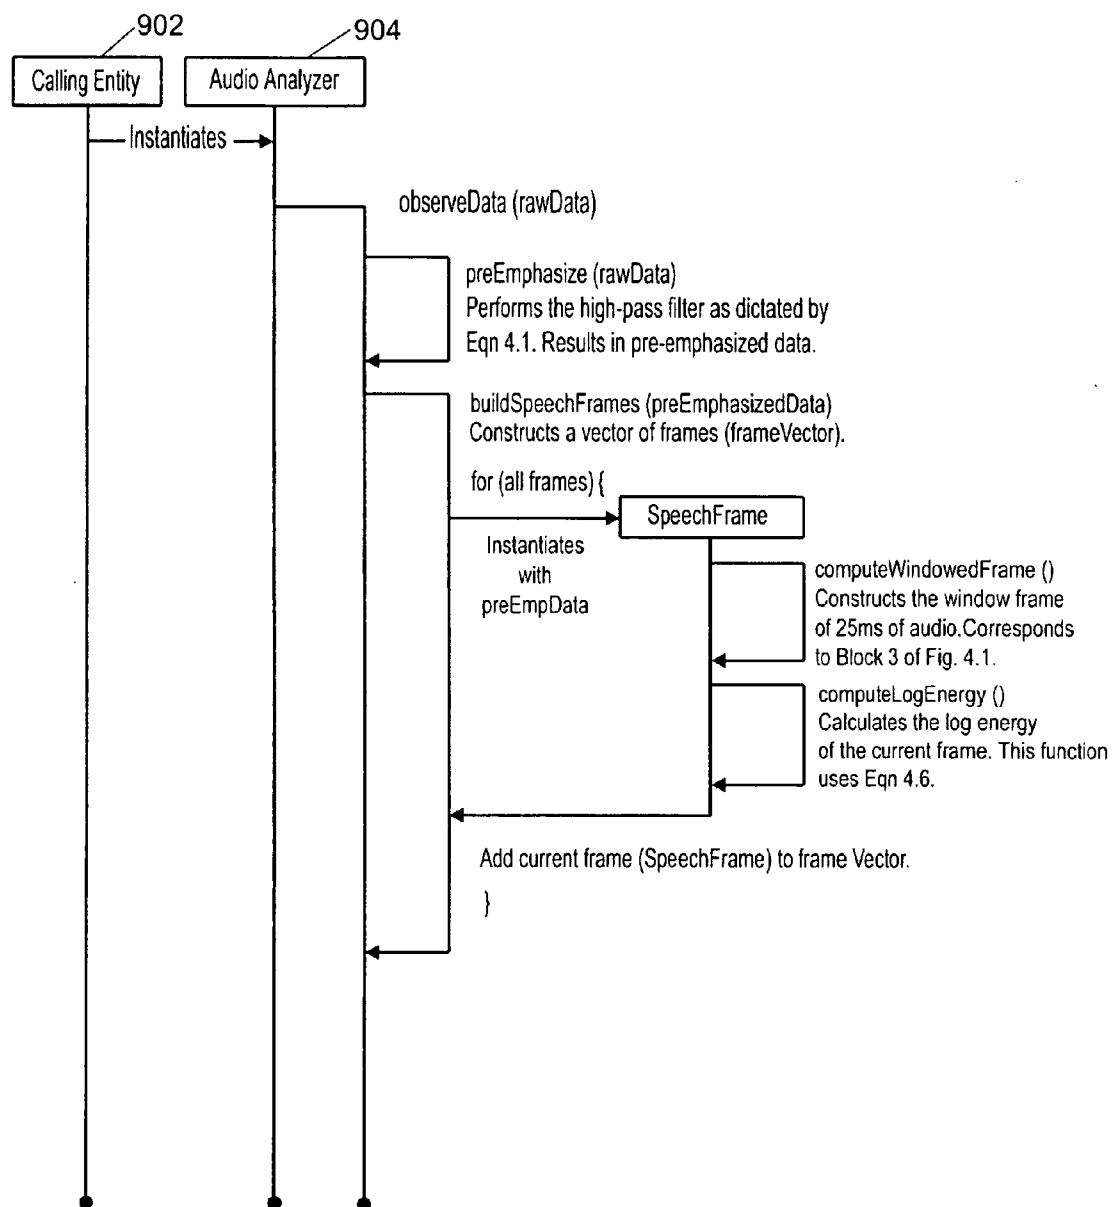 902
904
Calling Entity
Audio Analyzer
Instantiates
observeData (rawData)
preEmphasize (rawData)
Performs the high-pass filter as dictated by
Eqn 4.1. Results in pre-emphasized data.
buildSpeechFrames (preEmphasizedData)
Constructs a vector of frames (frameVector).
for (all frames) {
SpeechFrame
Instantiates
with
preEmpData
computeWindowedFrame ()
Constructs the window frame
of 25ms of audio.Corresponds
to Block 3 of Fig. 4.1.
computeLogEnergy ()
Calculates the log energy
of the current frame. This function
uses Eqn 4.6.
Add current frame (SpeechFrame) to frame Vector.
}